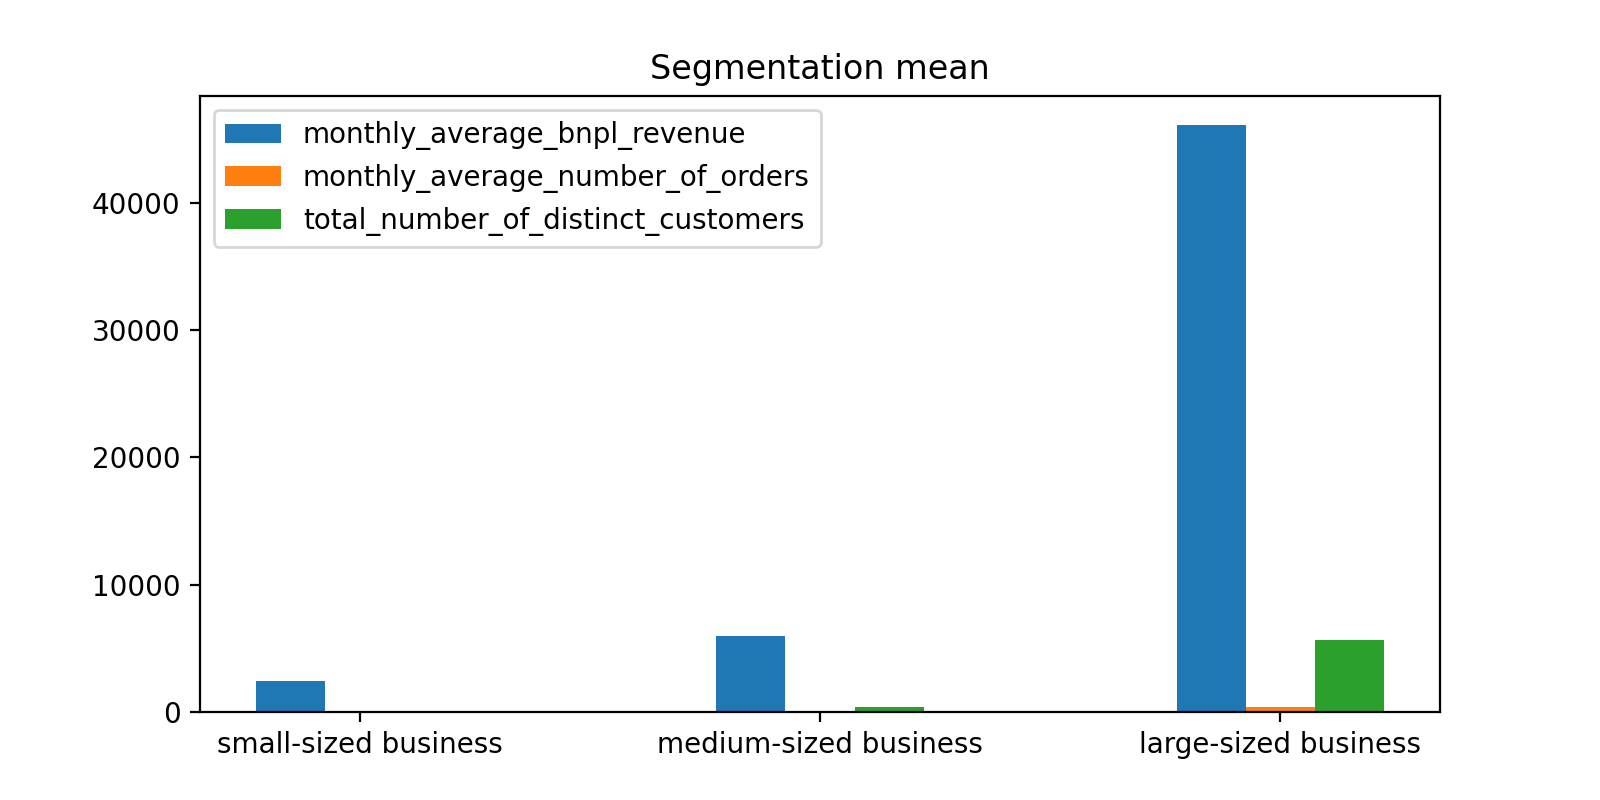 Segmentation mean
monthly_average_bnpl_revenue
monthly_average_number_of_orders
total_number_of_distinct_customers
40000
30000
20000
10000
0
small-sized business
medium-sized business
large-sized business